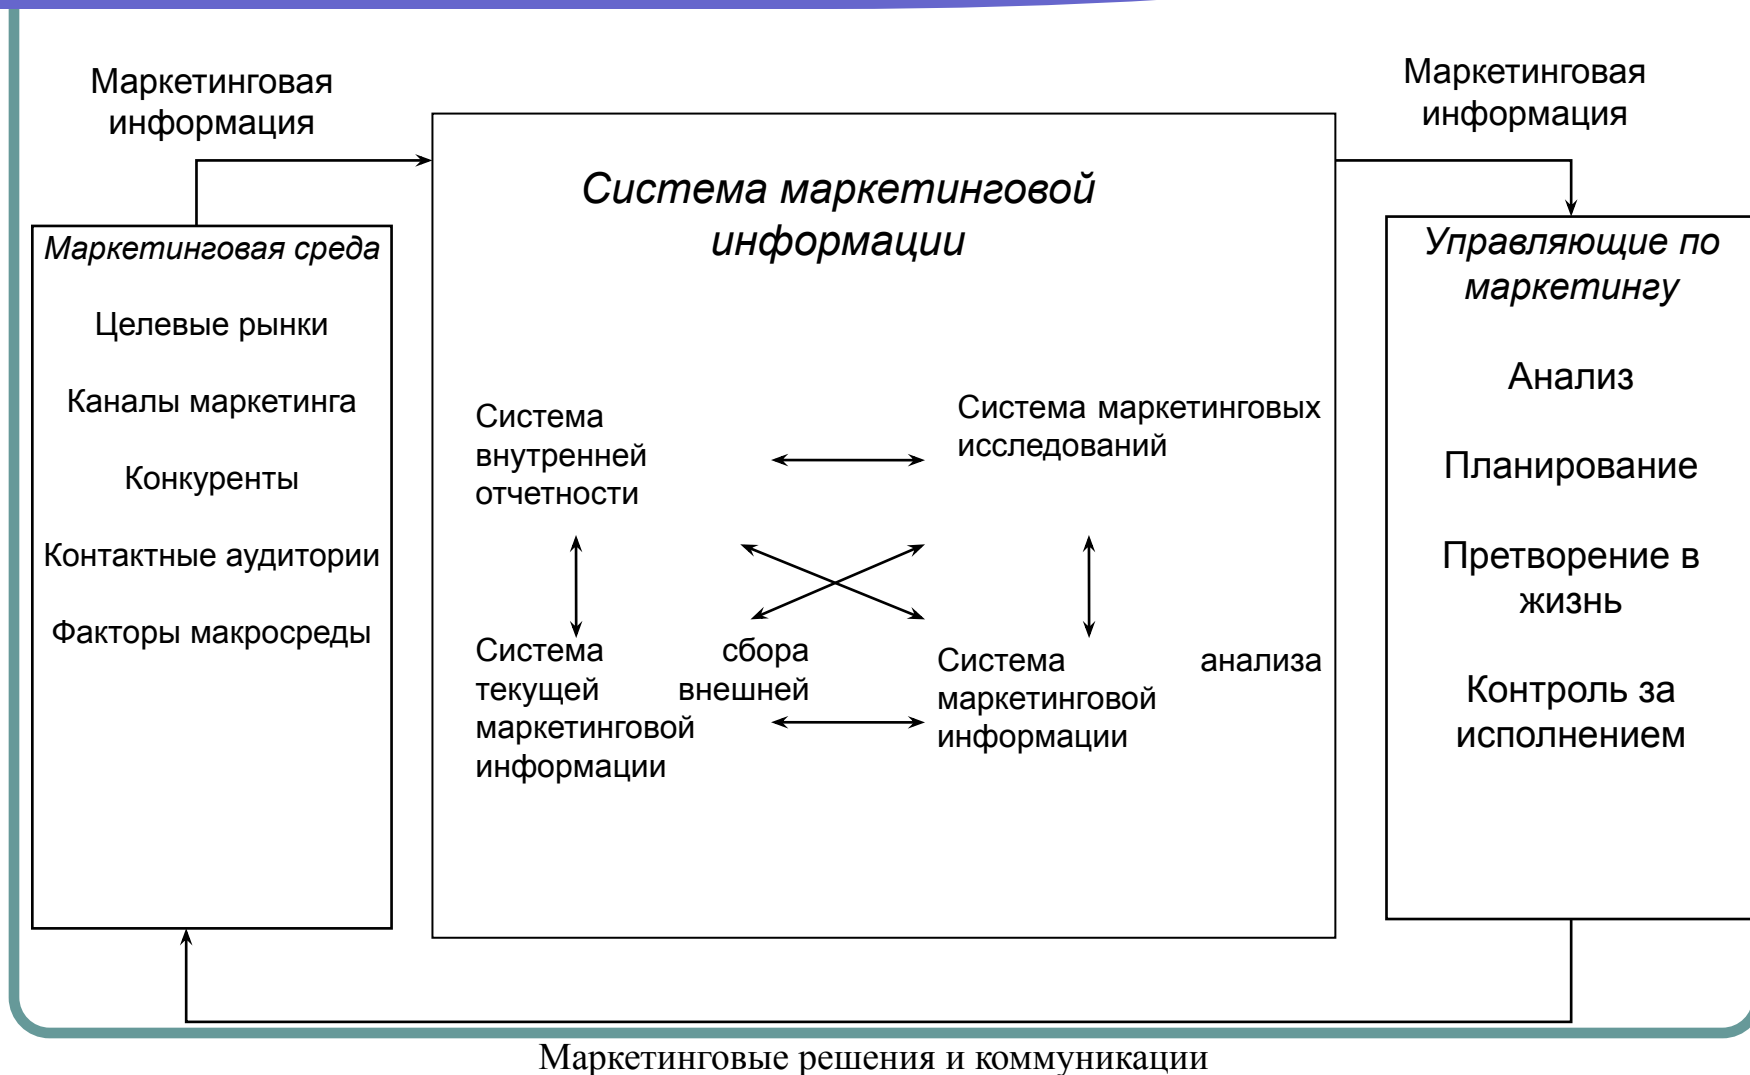 Маркетинговая
информация
Маркетинговая
информация
Система маркетинговой
информации
Маркетинговая среда
Целевые рынки
Каналы маркетинга
Конкуренты
Контактные аудитории
Факторы макросреды
Система
внутренней
отчетности
Система маркетинговых
исследований
Система сбора
текущей внешней
маркетинговой
информации
Система анализа
маркетинговой
информации
Управляющие по
маркетингу
Анализ
Планирование
Претворение в
жизнь
Контроль за
исполнением
Маркетинговые решения и коммуникации